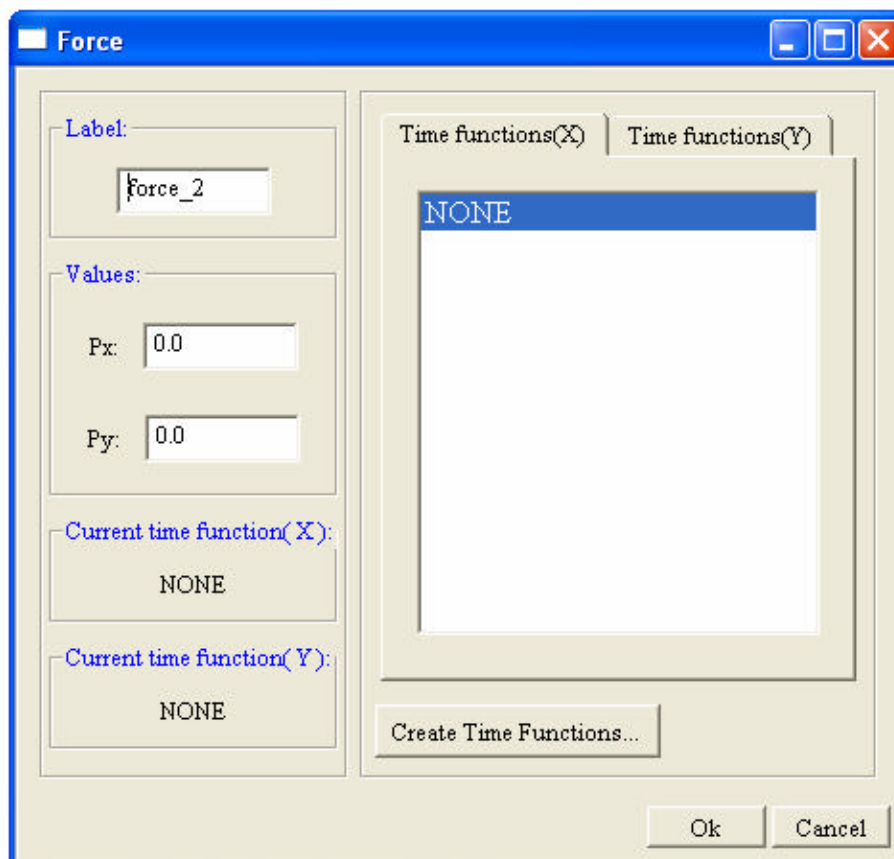 Force
Label:
force_2
Values:
Px: 0.0
Py: 0.0
Current time function(X):
NONE
Current time function(Y):
NONE
Time functions(X) Time functions(Y)
NONE
Create Time Functions...
Ok Cancel